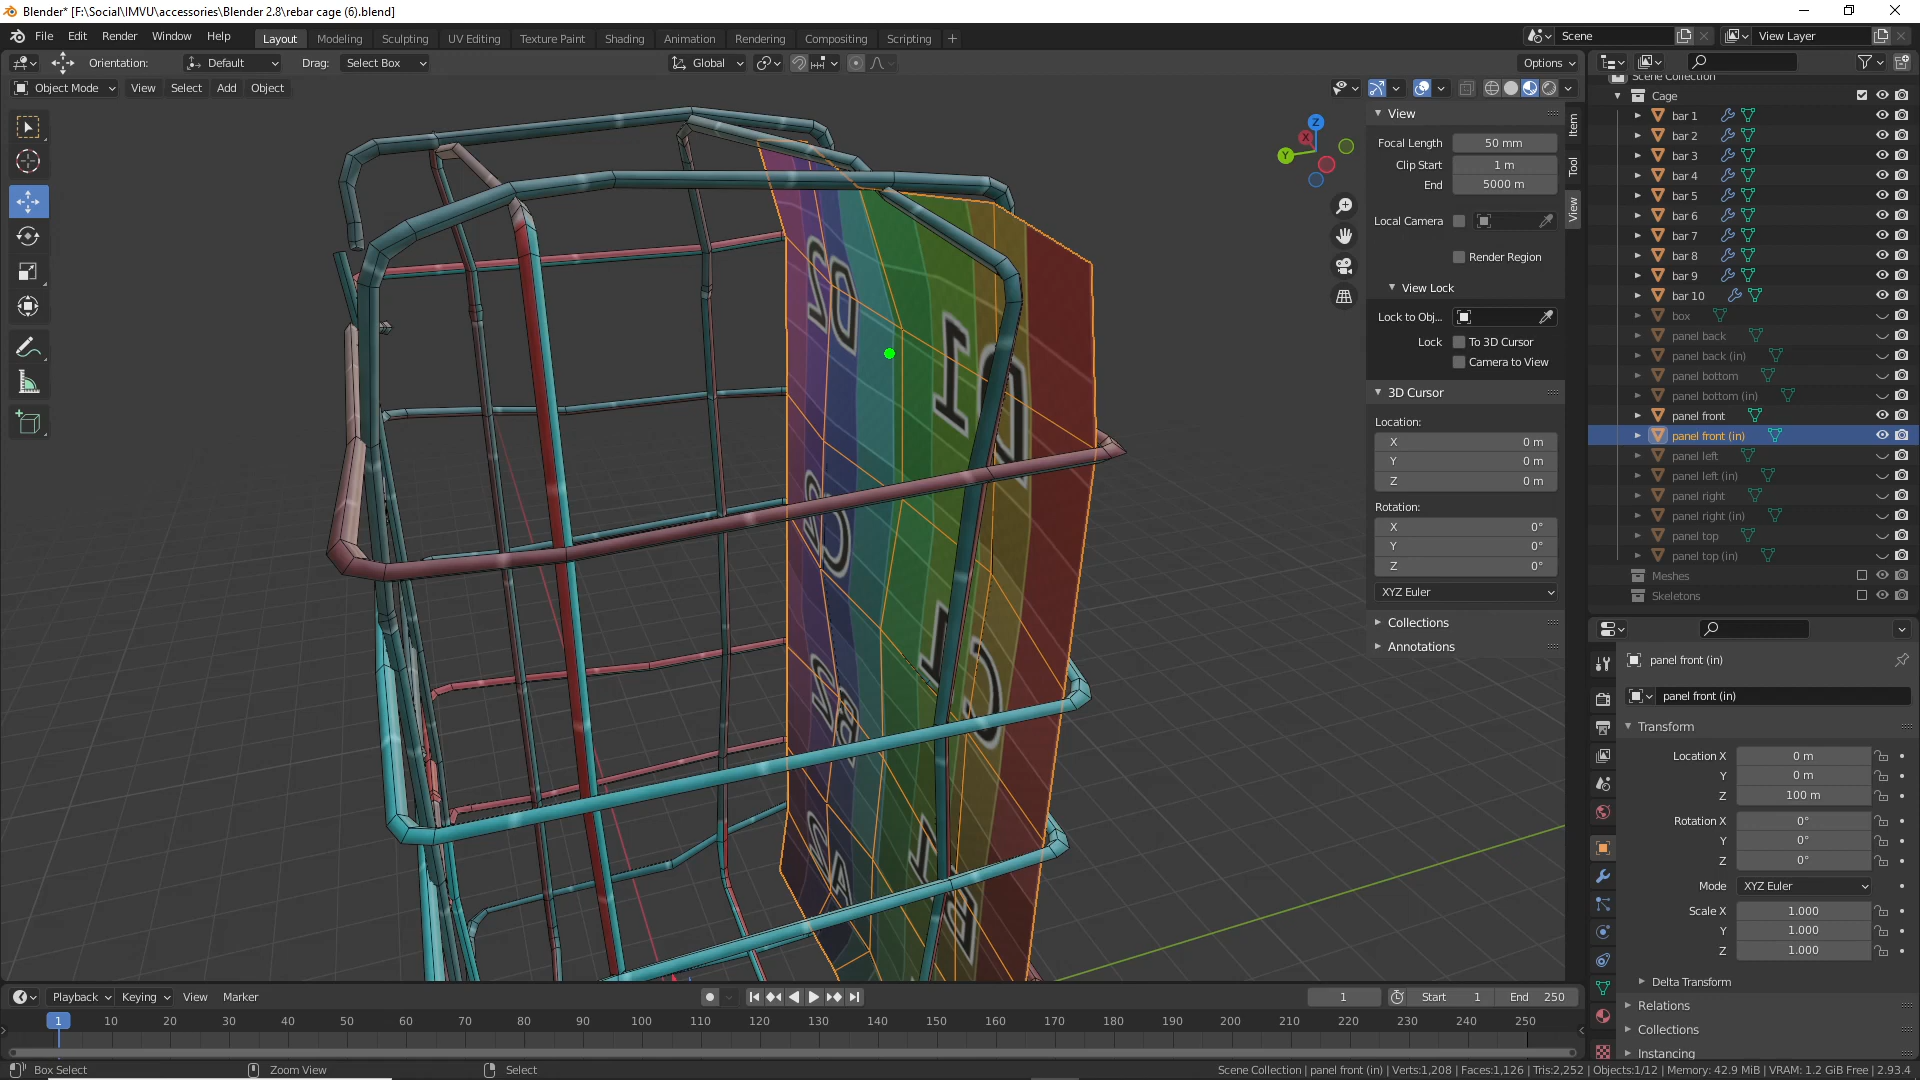 Blender* [F:\Social\IMVU\accessories\Blender 2.8\rebar cage (6).blend]
File Edit Render Window Help Layout Modeling Sculpting UV Editing Texture Paint Shading Animation Rendering Compositing Scripting + Scene View Layer
Orientation: Default Drag: Select Box Global Options
Object Mode View Select Add Object
Scene Collection
Cage
bar 1
bar 2
bar 3
bar 4
bar 5
bar 6
bar 7
bar 8
bar 9
bar 10
box
panel back
panel back (in)
panel bottom
panel bottom (in)
panel front
panel front (in)
panel left
panel left (in)
panel right
panel right (in)
panel top
panel top (in)
Meshes
Skeletons
X
Y
Z
View
Focal Length 50 mm
Clip Start 1 m
End 5000 m
Local Camera
Render Region
View Lock
Lock to Obj...
Lock To 3D Cursor
Camera to View
3D Cursor
Location:
X 0 m
Y 0 m
Z 0 m
Rotation:
X 0°
Y 0°
Z 0°
XYZ Euler
Collections
Annotations
Item
Tool
View
panel front (in)
panel front (in)
Transform
Location X 0 m
Y 0 m
Z 100 m
Rotation X 0°
Y 0°
Z 0°
Mode XYZ Euler
Scale X 1.000
Y 1.000
Z 1.000
Delta Transform
Relations
Collections
Instancing
Playback Keying View Marker 1 Start 1 End 250
1 10 20 30 40 50 60 70 80 90 100 110 120 130 140 150 160 170 180 190 200 210 220 230 240 250
Box Select Zoom View Select Scene Collection | panel front (in) | Verts:1,208 | Faces:1,126 | Tris:2,252 | Objects:1/12 | Memory: 42.9 MiB | VRAM: 1.2 GiB Free | 2.93.4